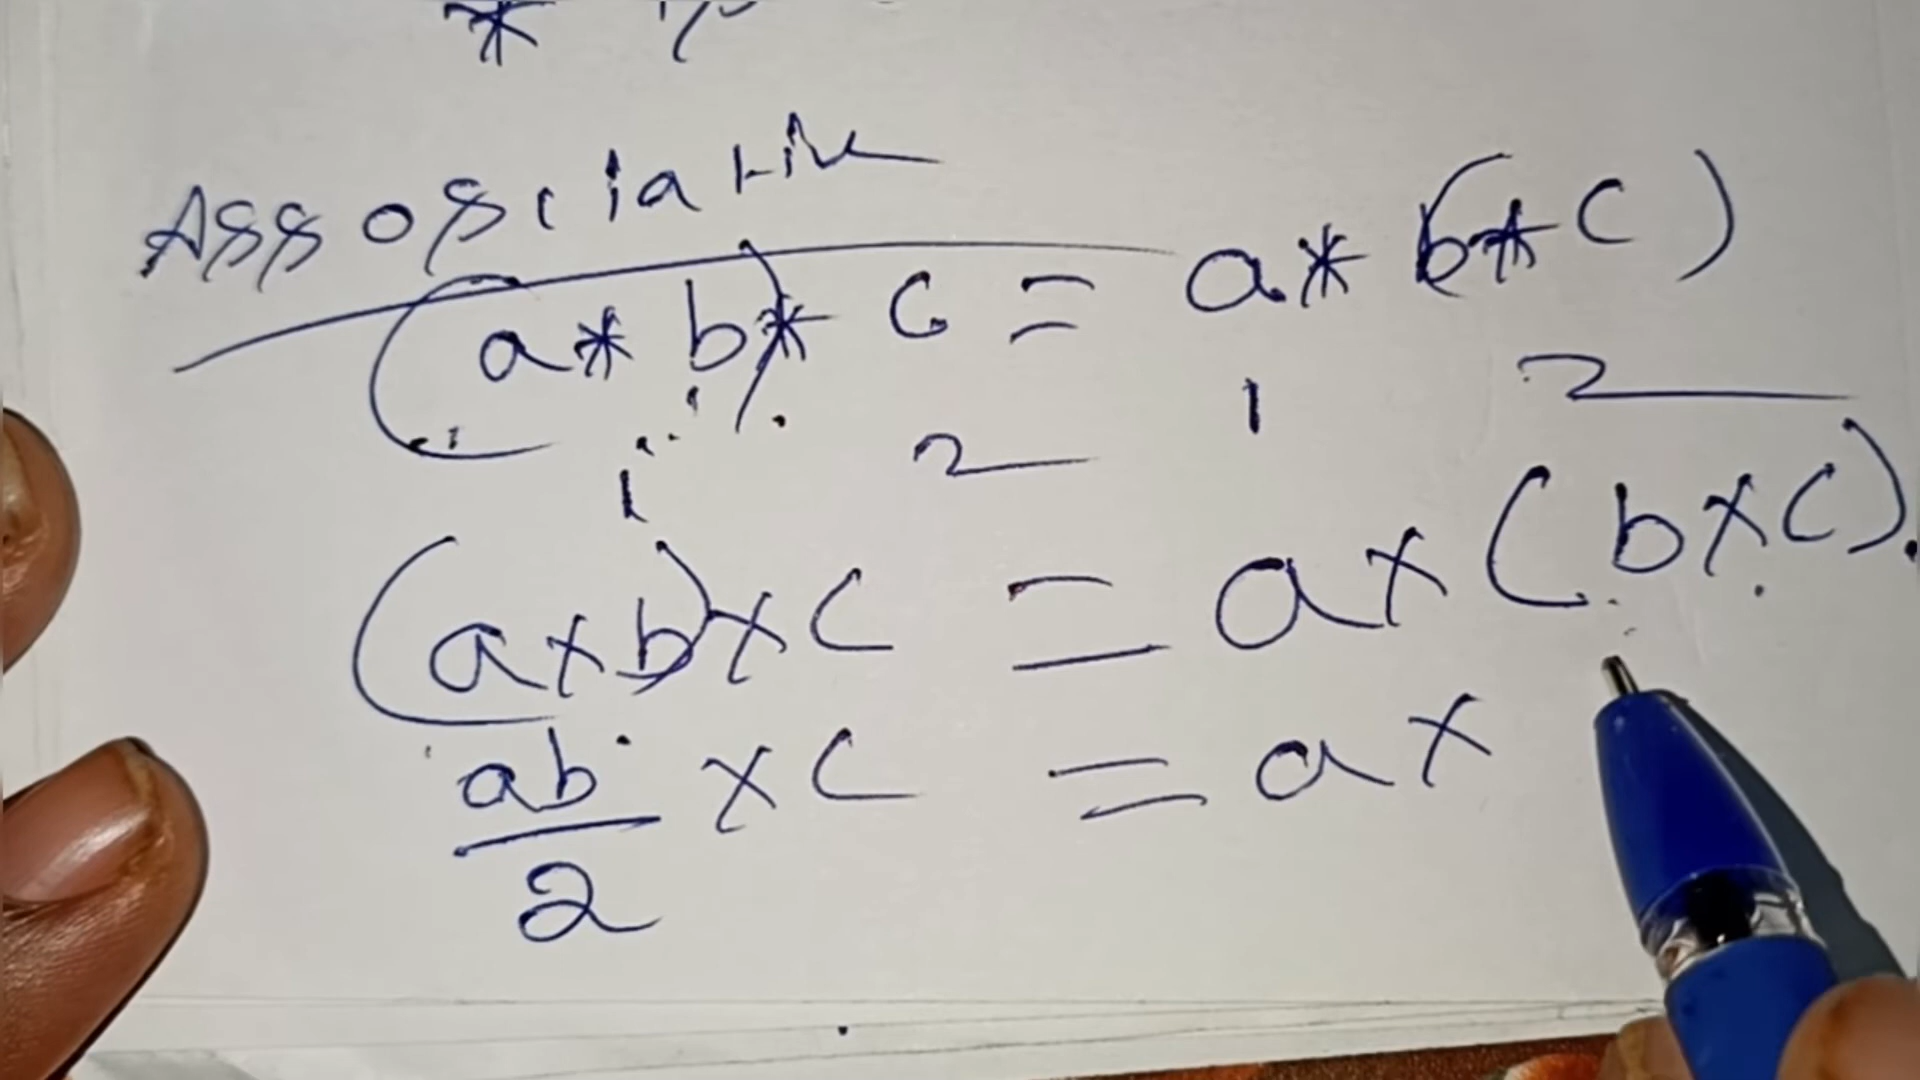 Assosciative
(a * b) * c = a * (b * c)
1 2 1 2
(a x b) x c = a x (b x c).
ab/2 x c = a x